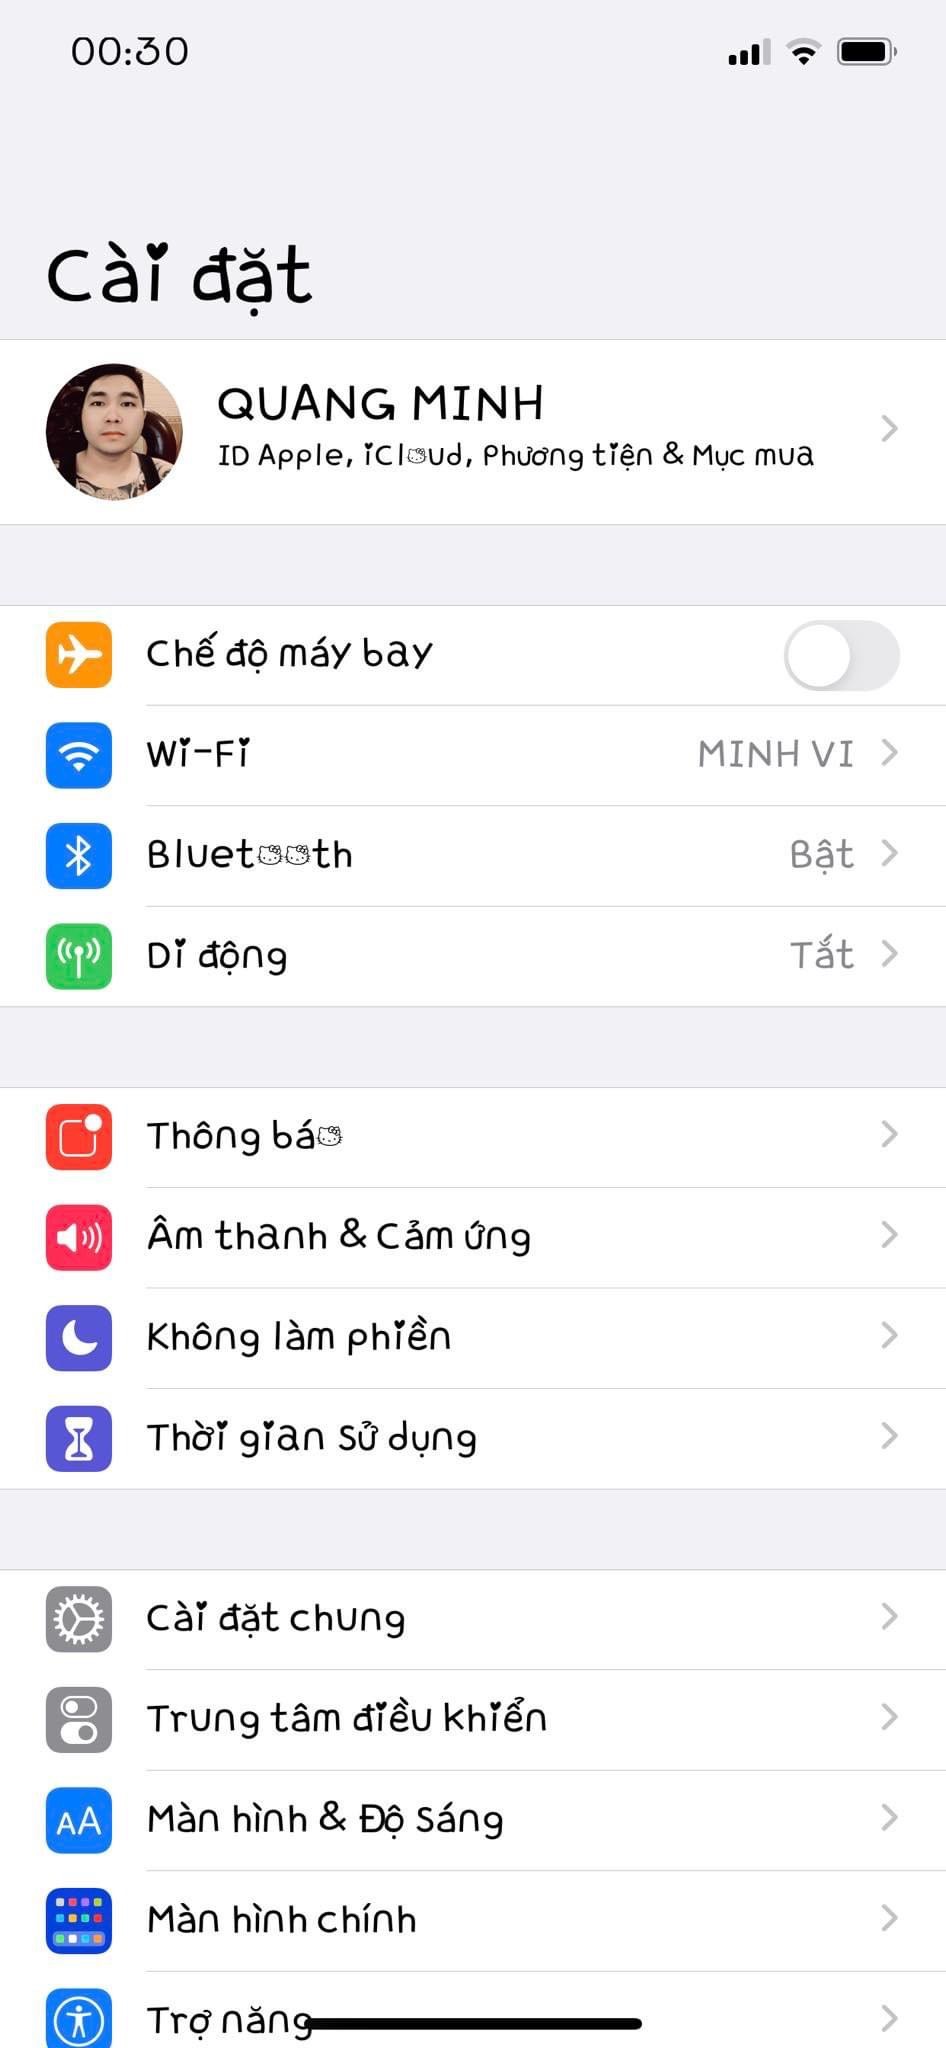 00:30
Cài đặt
QUANG MINH
ID Apple, iCloud, Phương tiện & Mục mua
Chế độ máy bay
Wi-Fi MINH VI
Bluetooth Bật
Di động Tắt
Thông báo
Âm thanh & Cảm ứng
Không làm phiền
Thời gian sử dụng
Cài đặt chung
Trung tâm điều khiển
AA Màn hình & Độ sáng
Màn hình chính
Trợ năng